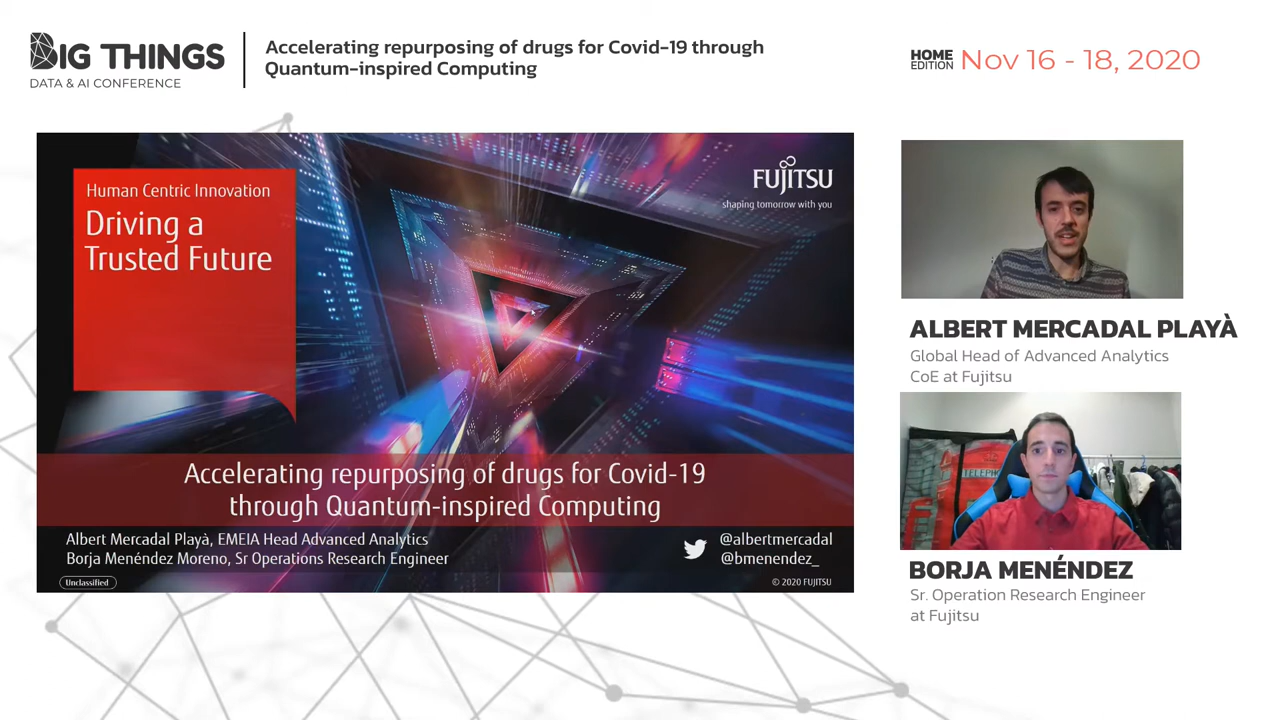 BIG THINGS
DATA & AI CONFERENCE
Accelerating repurposing of drugs for Covid-19 through
Quantum-inspired Computing
HOME
EDITION
Nov 16 - 18, 2020
Human Centric Innovation
Driving a
Trusted Future
FUJITSU
shaping tomorrow with you
Accelerating repurposing of drugs for Covid-19
through Quantum-inspired Computing
Albert Mercadal Playà, EMEIA Head Advanced Analytics
Borja Menéndez Moreno, Sr Operations Research Engineer
@albertmercadal
@bmenendez_
Unclassified
© 2020 FUJITSU
ALBERT MERCADAL PLAYÀ
Global Head of Advanced Analytics
CoE at Fujitsu
TELEPH
BORJA MENÉNDEZ
Sr. Operation Research Engineer
at Fujitsu